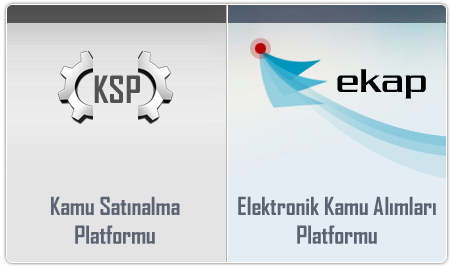 KSP
Kamu Satınalma
Platformu
ekap
Elektronik Kamu Alımları
Platformu